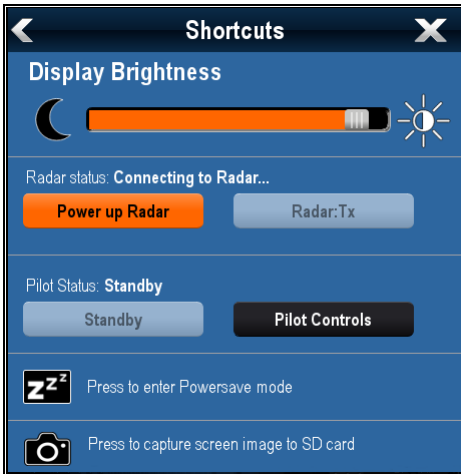 Shortcuts
Display Brightness
Radar status: Connecting to Radar...
Power up Radar Radar:Tx
Pilot Status: Standby
Standby Pilot Controls
zzz Press to enter Powersave mode
Press to capture screen image to SD card